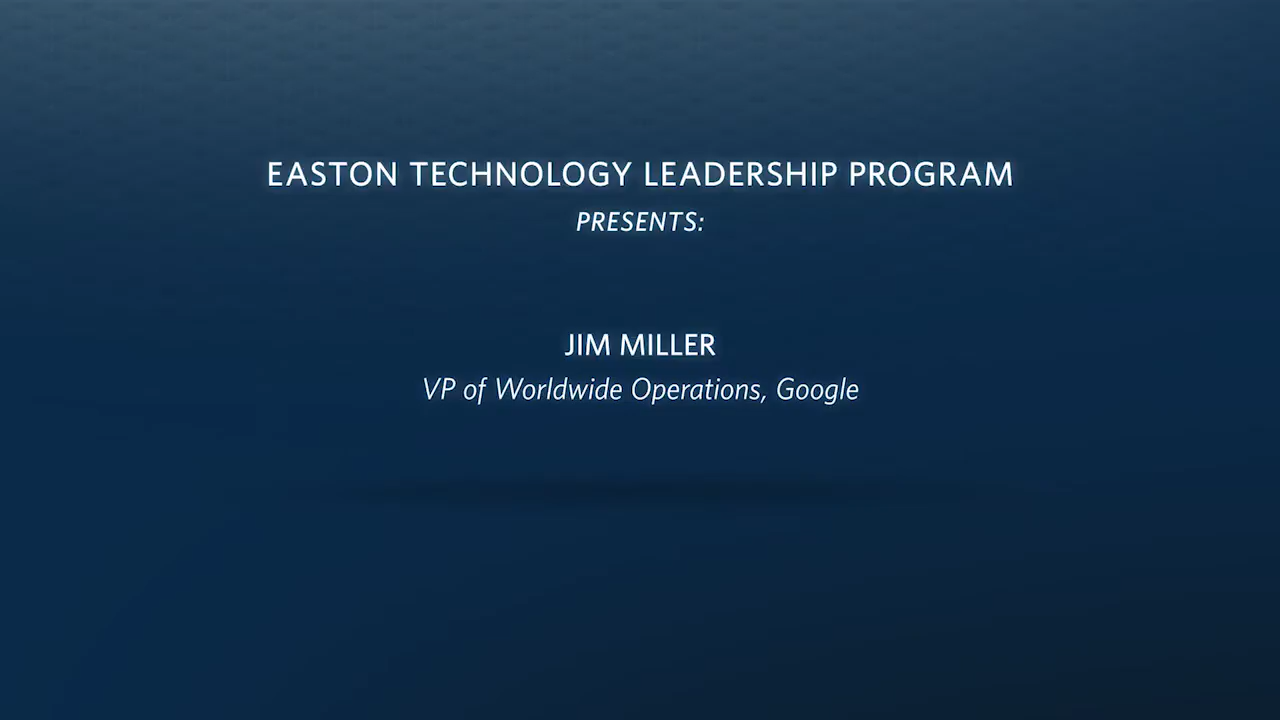 EASTON TECHNOLOGY LEADERSHIP PROGRAM
PRESENTS:
JIM MILLER
VP of Worldwide Operations, Google